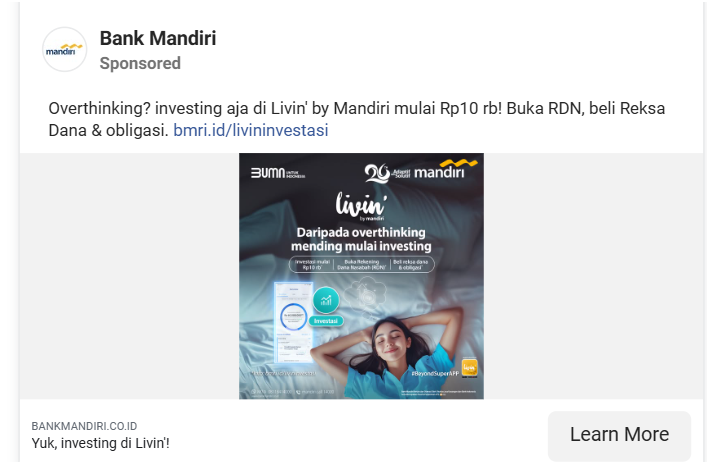 mandiri
Bank Mandiri
Sponsored
Overthinking? investing aja di Livin' by Mandiri mulai Rp10 rb! Buka RDN, beli Reksa
Dana & obligasi. bmri.id/livininvestasi
BUMN UNTUK
INDONESIA
26 Adaptif
Solutif
mandiri
livin'
by mandiri
Daripada overthinking
mending mulai investing
Investasi mulai
Rp10 rb
Buka Rekening
Dana Nasabah (RDN)
Beli reksa dana
& obligasi
Investasi
#BeyondSuperAPP
livin'
BANKMANDIRI.CO.ID
Yuk, investing di Livin'!
Learn More